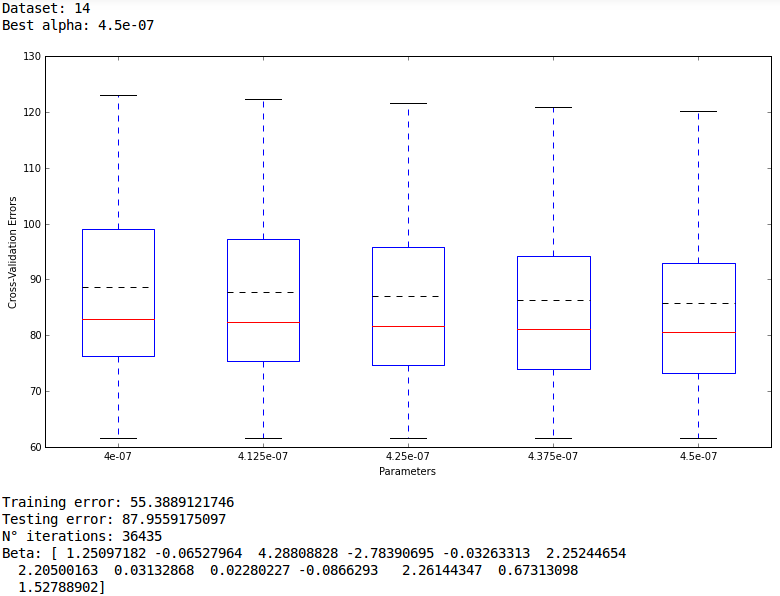 Dataset: 14
Best alpha: 4.5e-07
130
120
110
100
90
80
70
60
Cross-Validation Errors
4e-07 4.125e-07 4.25e-07 4.375e-07 4.5e-07
Parameters
Training error: 55.3889121746
Testing error: 87.9559175097
N° iterations: 36435
Beta: [ 1.25097182 -0.06527964 4.28808828 -2.78390695 -0.03263313 2.25244654
2.20500163 0.03132868 0.02280227 -0.0866293 2.26144347 0.67313098
1.52788902]